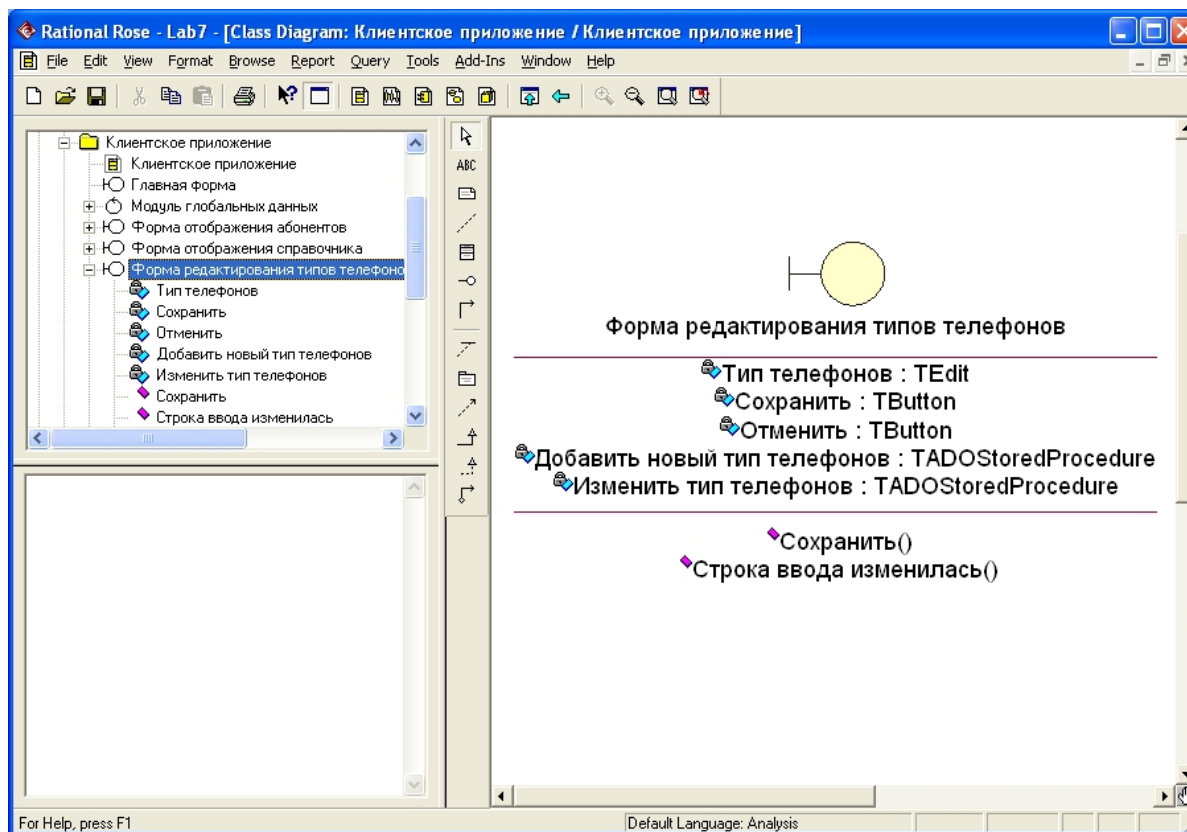 Rational Rose - Lab7 - [Class Diagram: Клиентское приложение / Клиентское приложение]
File Edit View Format Browse Report Query Tools Add-Ins Window Help
Клиентское приложение
Клиентское приложение
Главная форма
Модуль глобальных данных
Форма отображения абонентов
Форма отображения справочника
Форма редактирования типов телефоно
Тип телефонов
Сохранить
Отменить
Добавить новый тип телефонов
Изменить тип телефонов
Сохранить
Строка ввода изменилась
ABC
Форма редактирования типов телефонов
Тип телефонов : TEdit
Сохранить : TButton
Отменить : TButton
Добавить новый тип телефонов : TADOStoredProcedure
Изменить тип телефонов : TADOStoredProcedure
Сохранить()
Строка ввода изменилась()
For Help, press F1
Default Language: Analysis